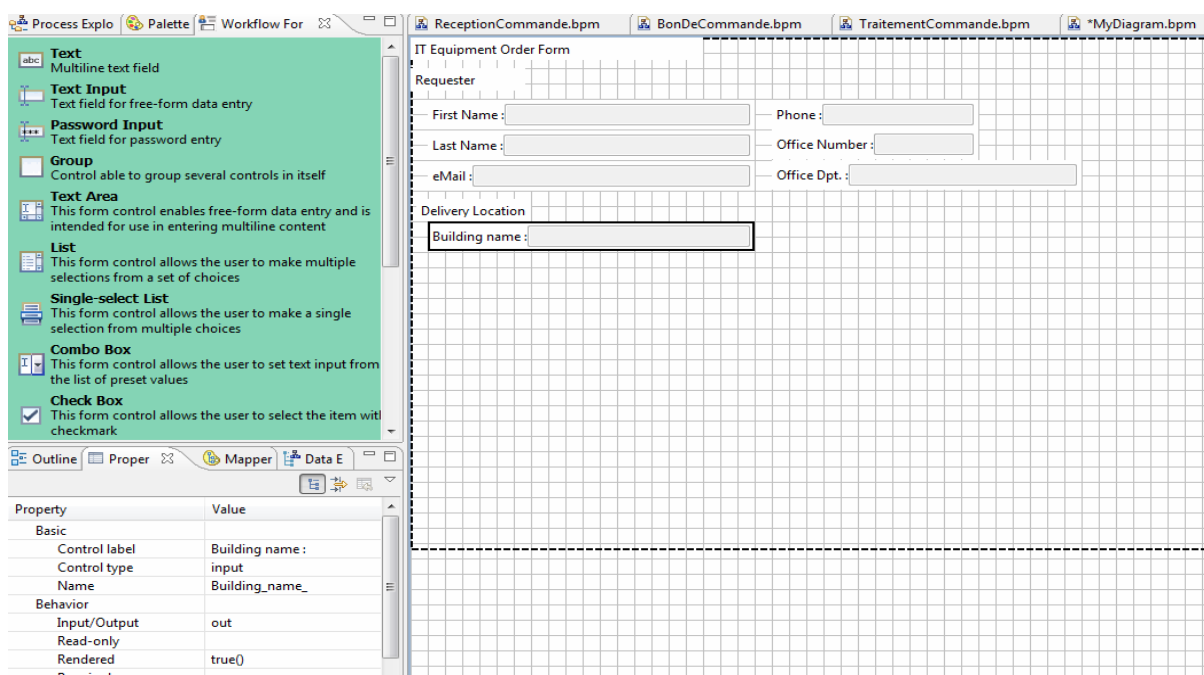 Process Explo Palette Workflow For
Text
Multiline text field
Text Input
Text field for free-form data entry
Password Input
Text field for password entry
Group
Control able to group several controls in itself
Text Area
This form control enables free-form data entry and is
intended for use in entering multiline content
List
This form control allows the user to make multiple
selections from a set of choices
Single-select List
This form control allows the user to make a single
selection from multiple choices
Combo Box
This form control allows the user to set text input from
the list of preset values
Check Box
This form control allows the user to select the item with
checkmark
Outline Proper Mapper Data E
Property Value
Basic
Control label Building name :
Control type input
Name Building_name_
Behavior
Input/Output out
Read-only
Rendered true()
ReceptionCommande.bpm BonDeCommande.bpm TraitementCommande.bpm *MyDiagram.bpm
IT Equipment Order Form
Requester
First Name : Phone :
Last Name : Office Number :
eMail : Office Dpt. :
Delivery Location
Building name :